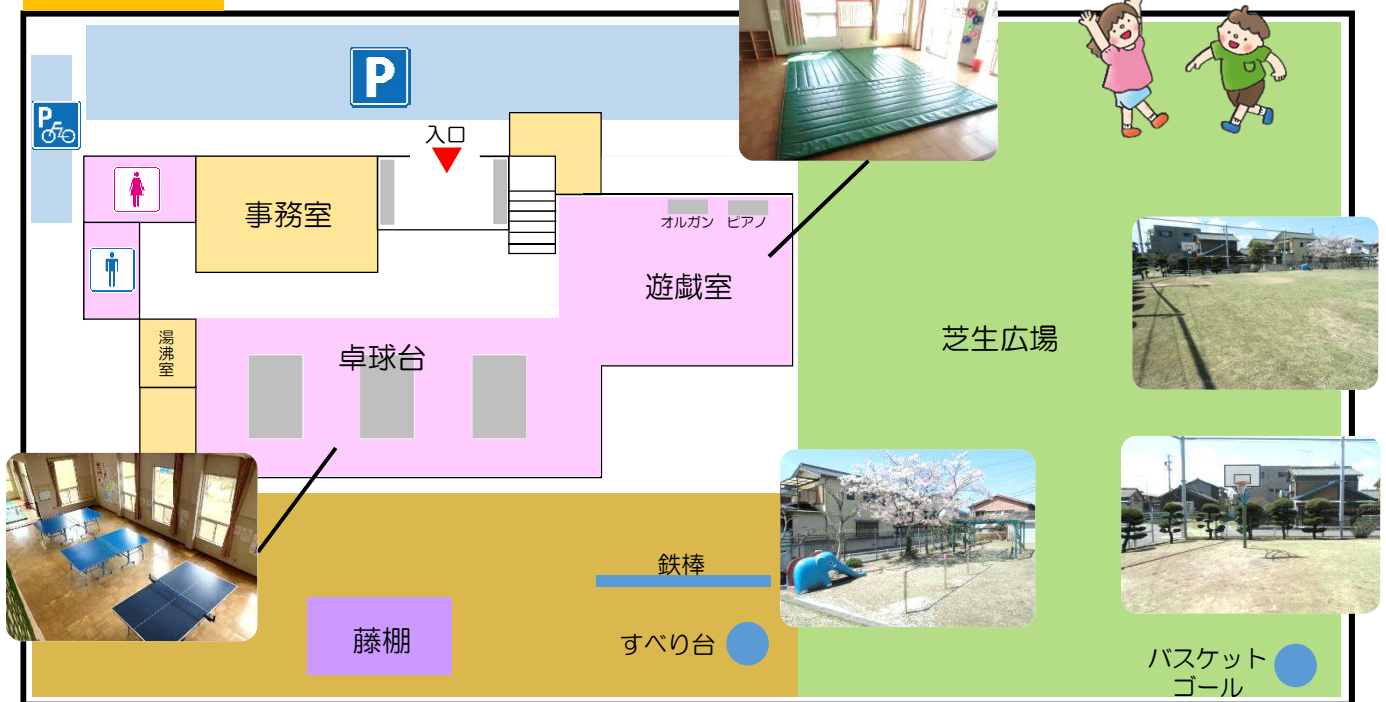 P
P
入口
事務室
オルガン
ピアノ
遊戯室
湯沸室
卓球台
芝生広場
鉄棒
藤棚
すべり台
バスケット
ゴール